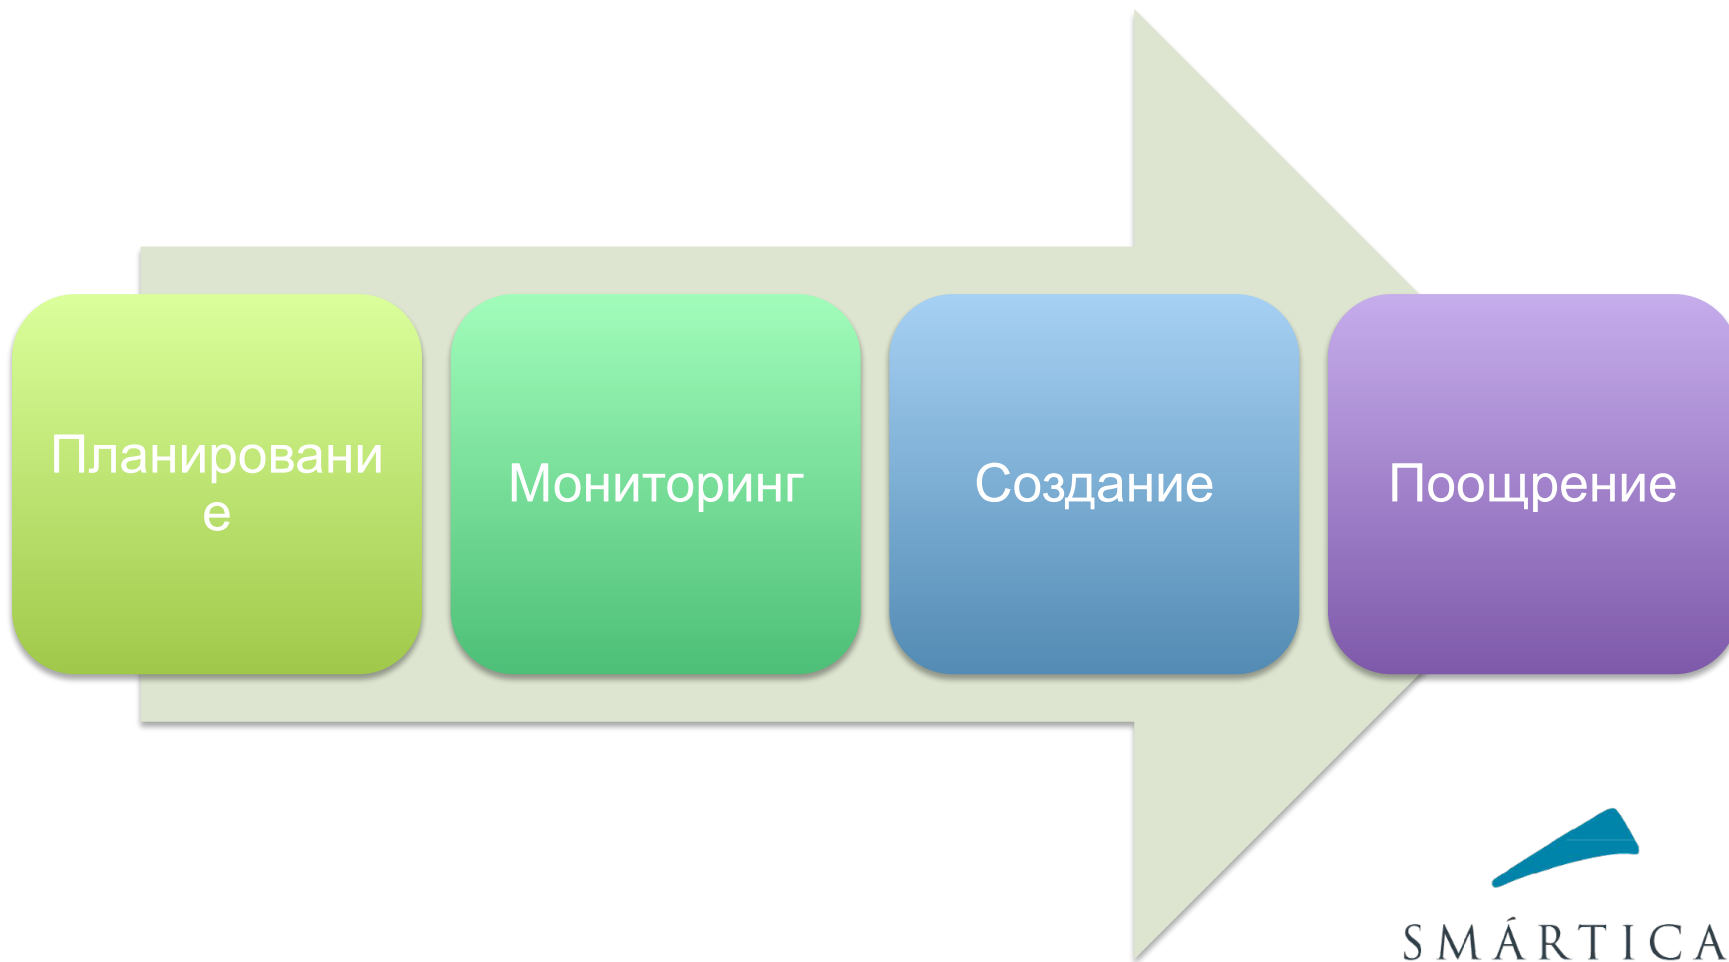 Планировани
е
Мониторинг
Создание
Поощрение
SMÁRTICA